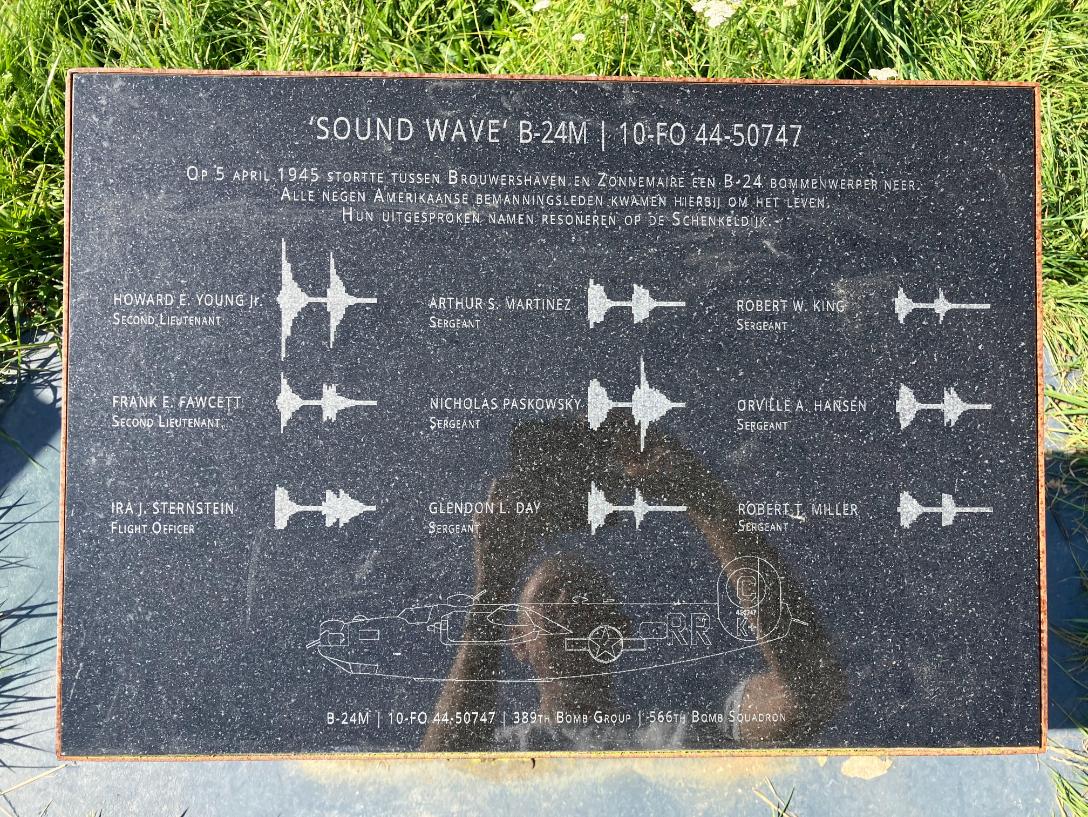 'SOUND WAVE' B-24M | 10-FO 44-50747
Op 5 april 1945 stortte tussen Brouwershaven en Zonnemaire een B-24 bommenwerper neer.
Alle negen Amerikaanse bemanningsleden kwamen hierbij om het leven.
Hun uitgesproken namen resoneren op de Schenkeldijk.
HOWARD E. YOUNG Jr.
Second Lieutenant
ARTHUR S. MARTINEZ
Sergeant
ROBERT W. KING
Sergeant
FRANK E. FAWCETT
Second Lieutenant
NICHOLAS PASKOWSKY
Sergeant
ORVILLE A. HANSEN
Sergeant
IRA J. STERNSTEIN
Flight Officer
GLENDON L. DAY
Sergeant
ROBERT T. MILLER
Sergeant
C
450747
K+
RR
B-24M | 10-FO 44-50747 | 389th Bomb Group | 566th Bomb Squadron